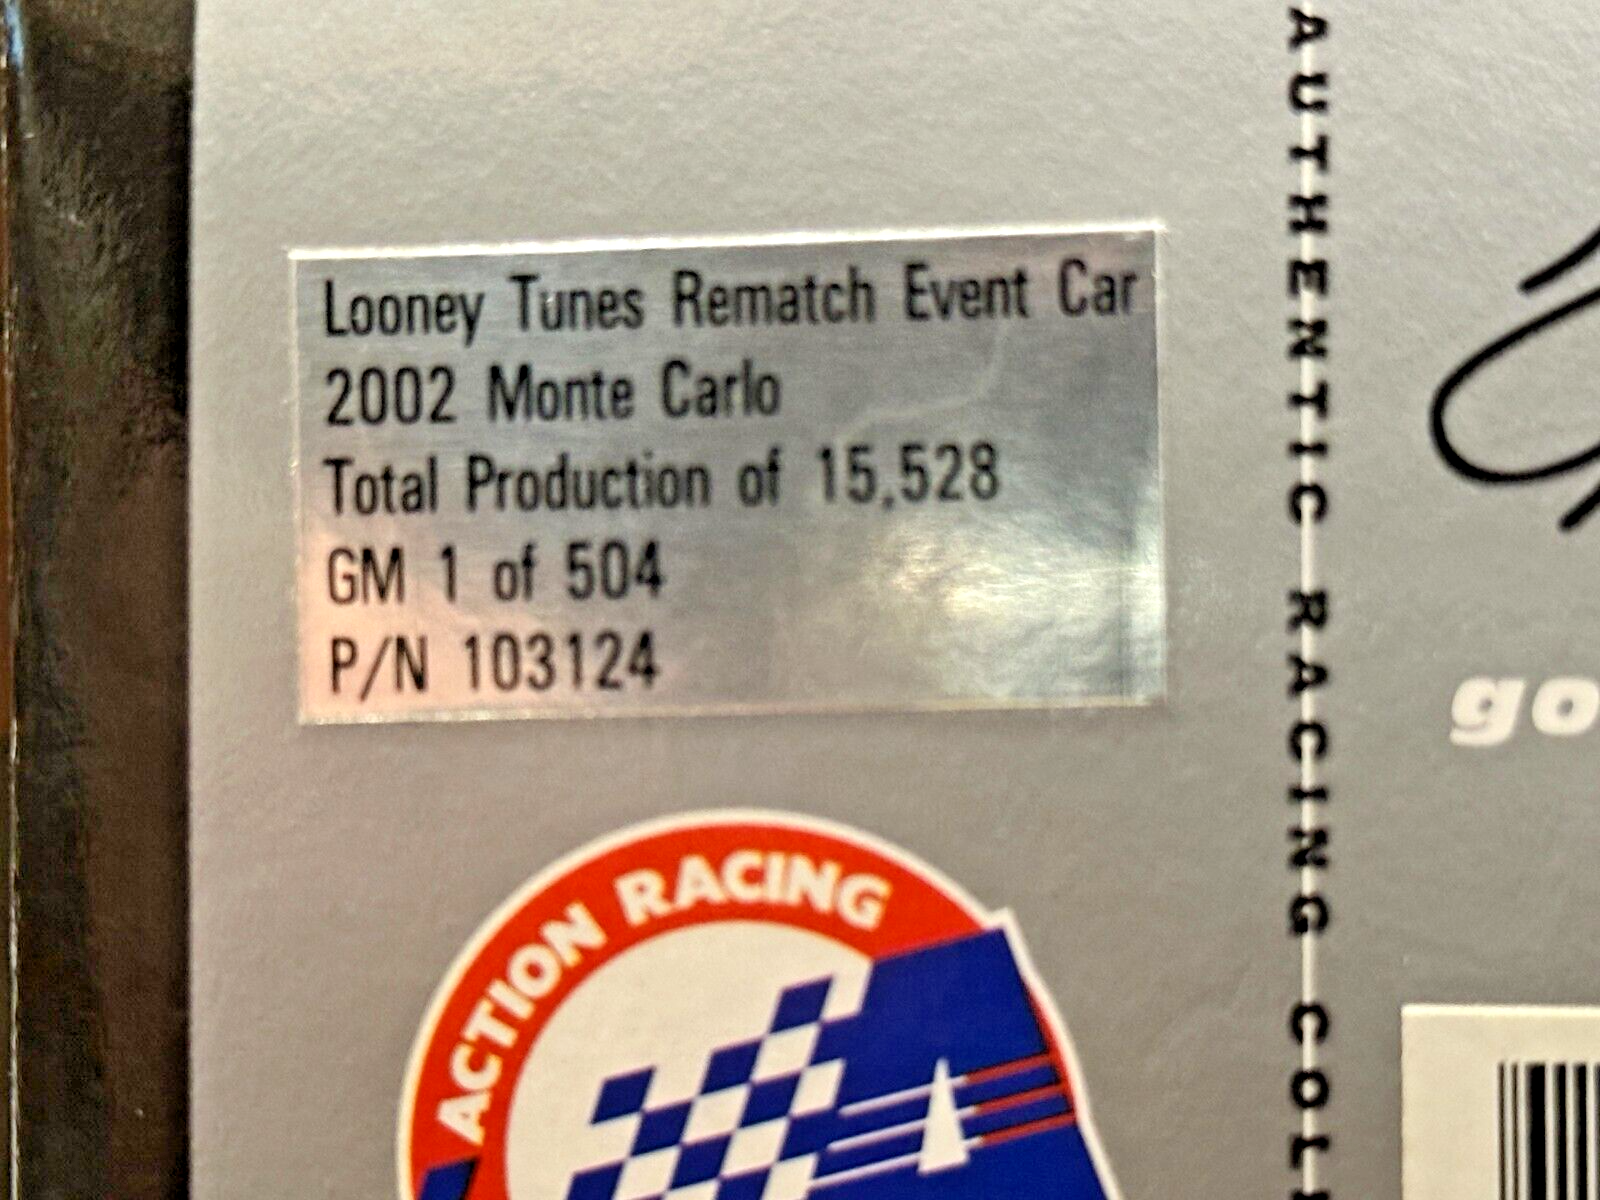 Looney Tunes Rematch Event Car
2002 Monte Carlo
Total Production of 15,528
GM 1 of 504
P/N 103124
ACTION RACING
AUTHENTIC RACING COL
go